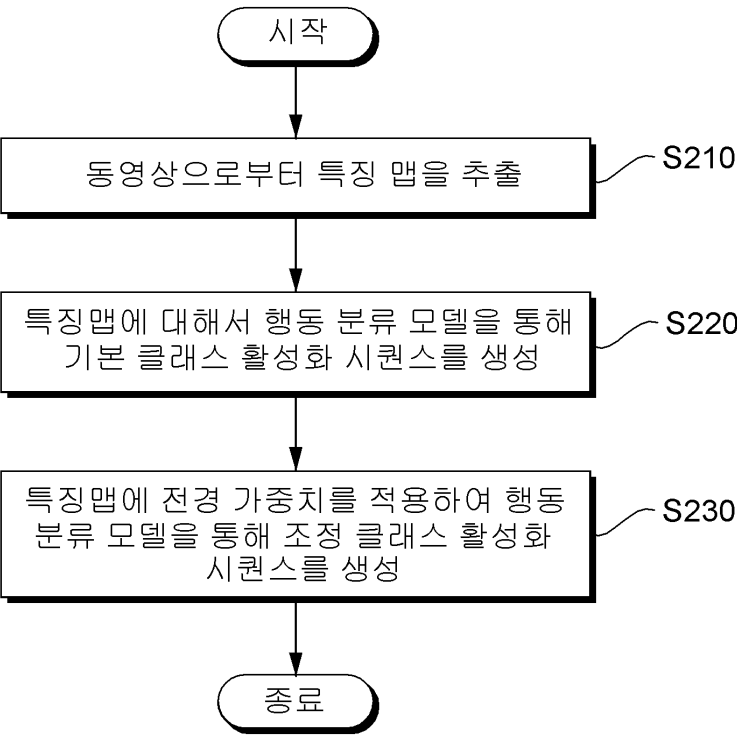 시작
동영상으로부터 특징 맵을 추출
S210
특징맵에 대해서 행동 분류 모델을 통해
기본 클래스 활성화 시퀀스를 생성
S220
특징맵에 전경 가중치를 적용하여 행동
분류 모델을 통해 조정 클래스 활성화
시퀀스를 생성
S230
종료